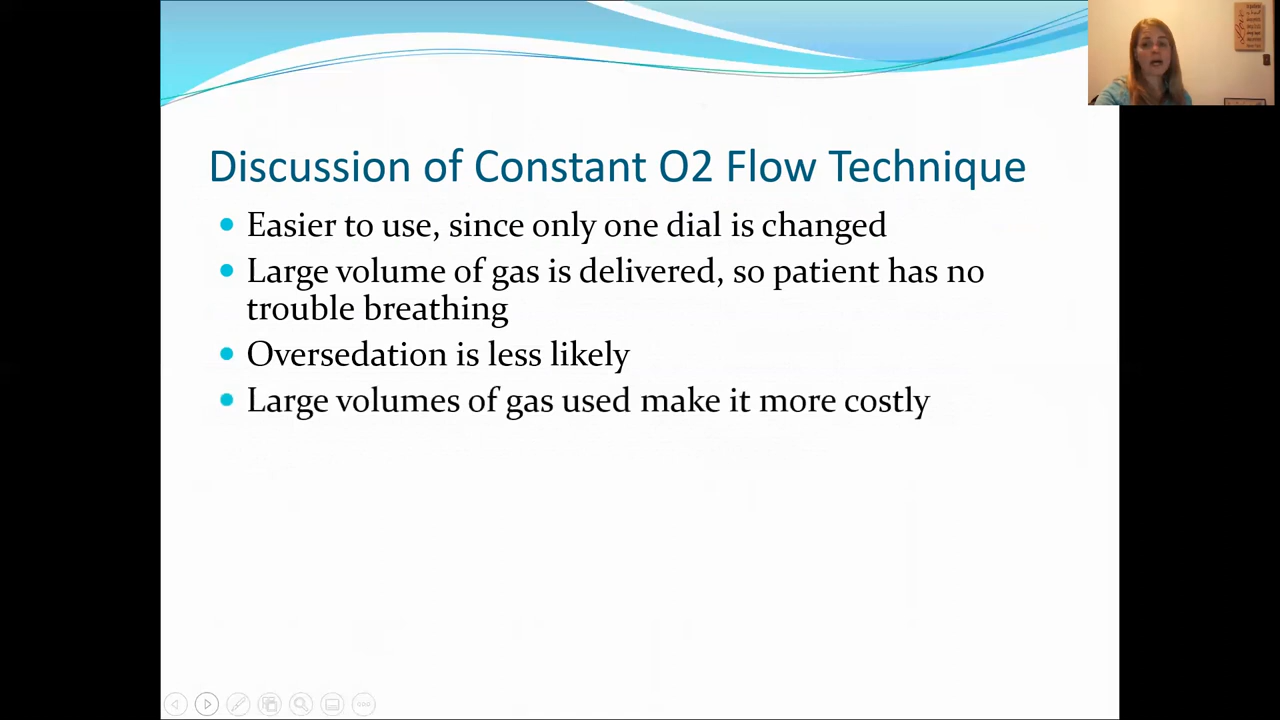 Discussion of Constant O2 Flow Technique
Easier to use, since only one dial is changed
Large volume of gas is delivered, so patient has no
trouble breathing
Oversedation is less likely
Large volumes of gas used make it more costly